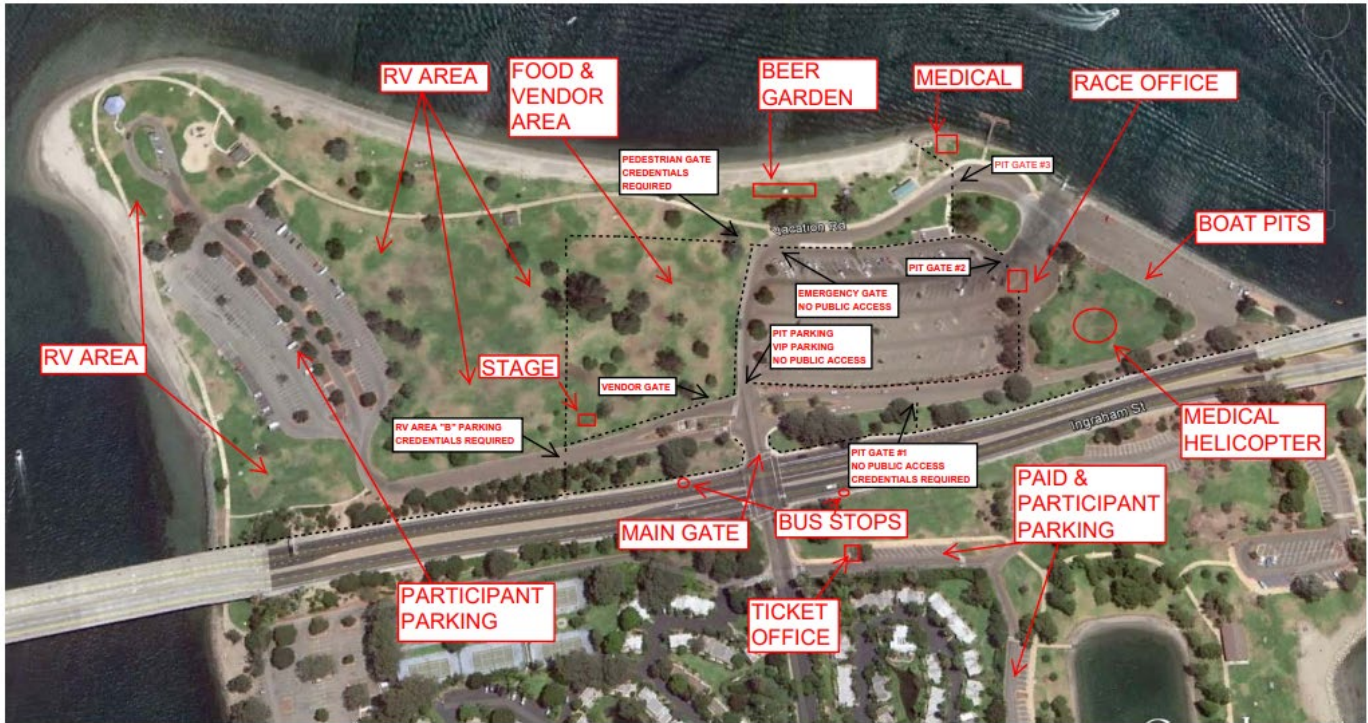 RV AREA
FOOD &
VENDOR
AREA
BEER
GARDEN
MEDICAL
RACE OFFICE
PEDESTRIAN GATE
CREDENTIALS
REQUIRED
PIT GATE #3
Vacation Rd
BOAT PITS
PIT GATE #2
EMERGENCY GATE
NO PUBLIC ACCESS
PIT PARKING
VIP PARKING
NO PUBLIC ACCESS
RV AREA
STAGE
VENDOR GATE
RV AREA "B" PARKING
CREDENTIALS REQUIRED
Ingraham St
MEDICAL
HELICOPTER
PIT GATE #1
NO PUBLIC ACCESS
CREDENTIALS REQUIRED
PAID &
PARTICIPANT
PARKING
MAIN GATE
BUS STOPS
PARTICIPANT
PARKING
TICKET
OFFICE